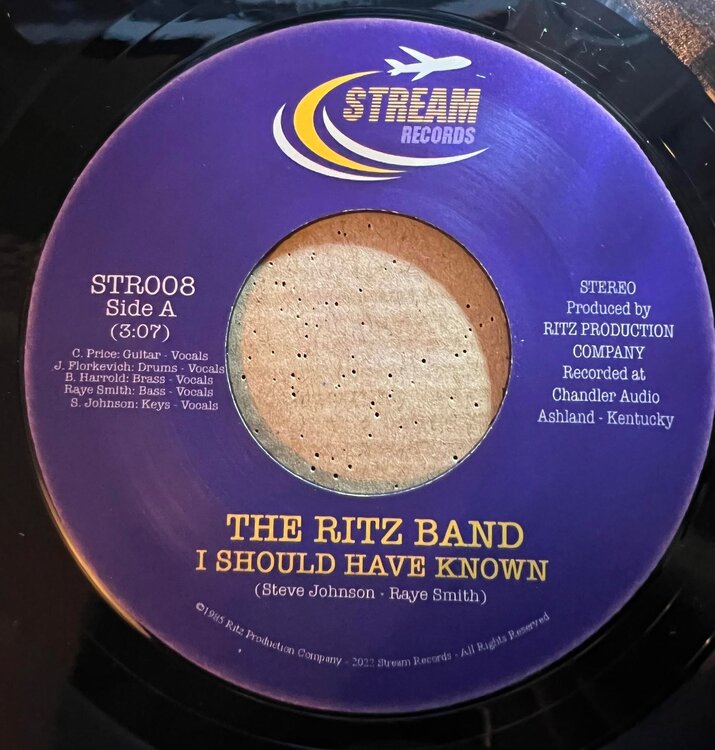 STREAM
RECORDS
STR008
Side A
(3:07)
C. Price: Guitar - Vocals
J. Florkevich: Drums - Vocals
B. Harrold: Brass - Vocals
Raye Smith: Bass - Vocals
S. Johnson: Keys - Vocals
STEREO
Produced by
RITZ PRODUCTION
COMPANY
Recorded at
Chandler Audio
Ashland - Kentucky
THE RITZ BAND
I SHOULD HAVE KNOWN
(Steve Johnson - Raye Smith)
©1985 Ritz Production Company - 2022 Stream Records - All Rights Reserved